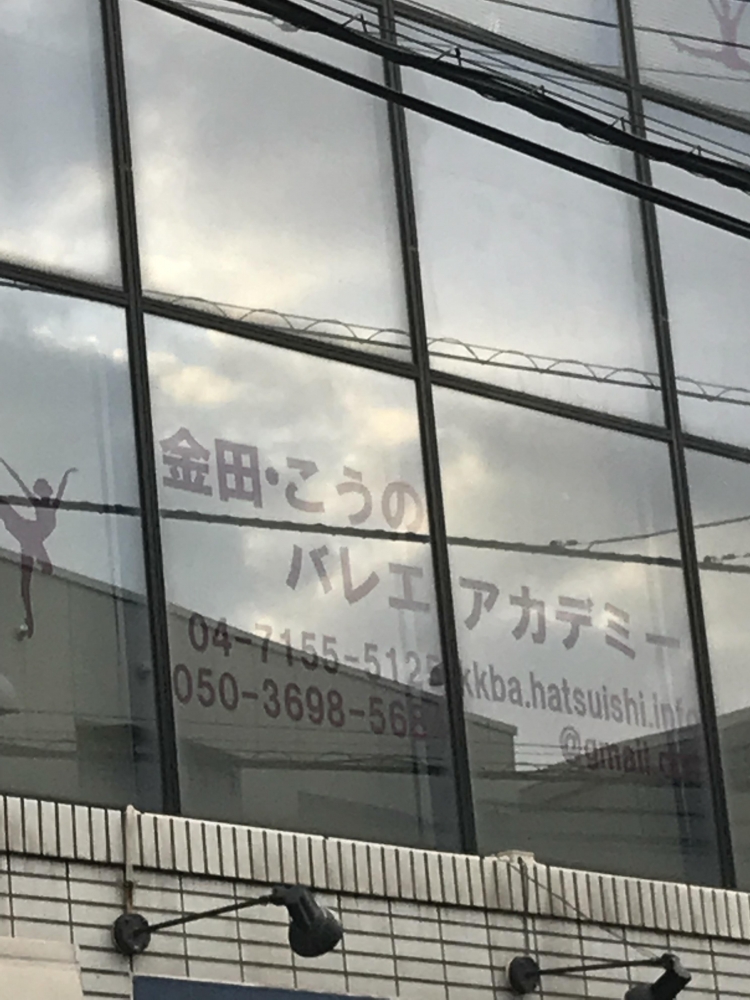 金田・こうの
バレエ アカデミー
04-7155-512
050-3698-56
kkba.hatsuishi.info
@gmail.com